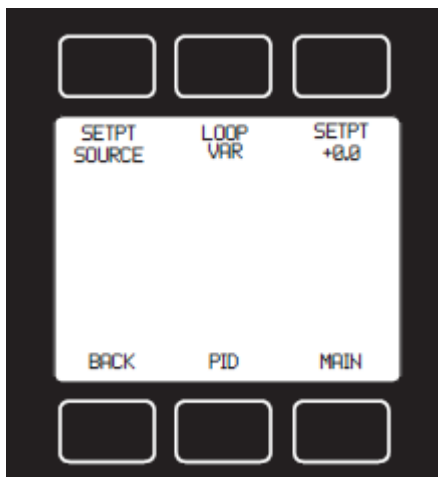 SETPT LOOP SETPT
SOURCE VAR +0.0
BACK PID MAIN